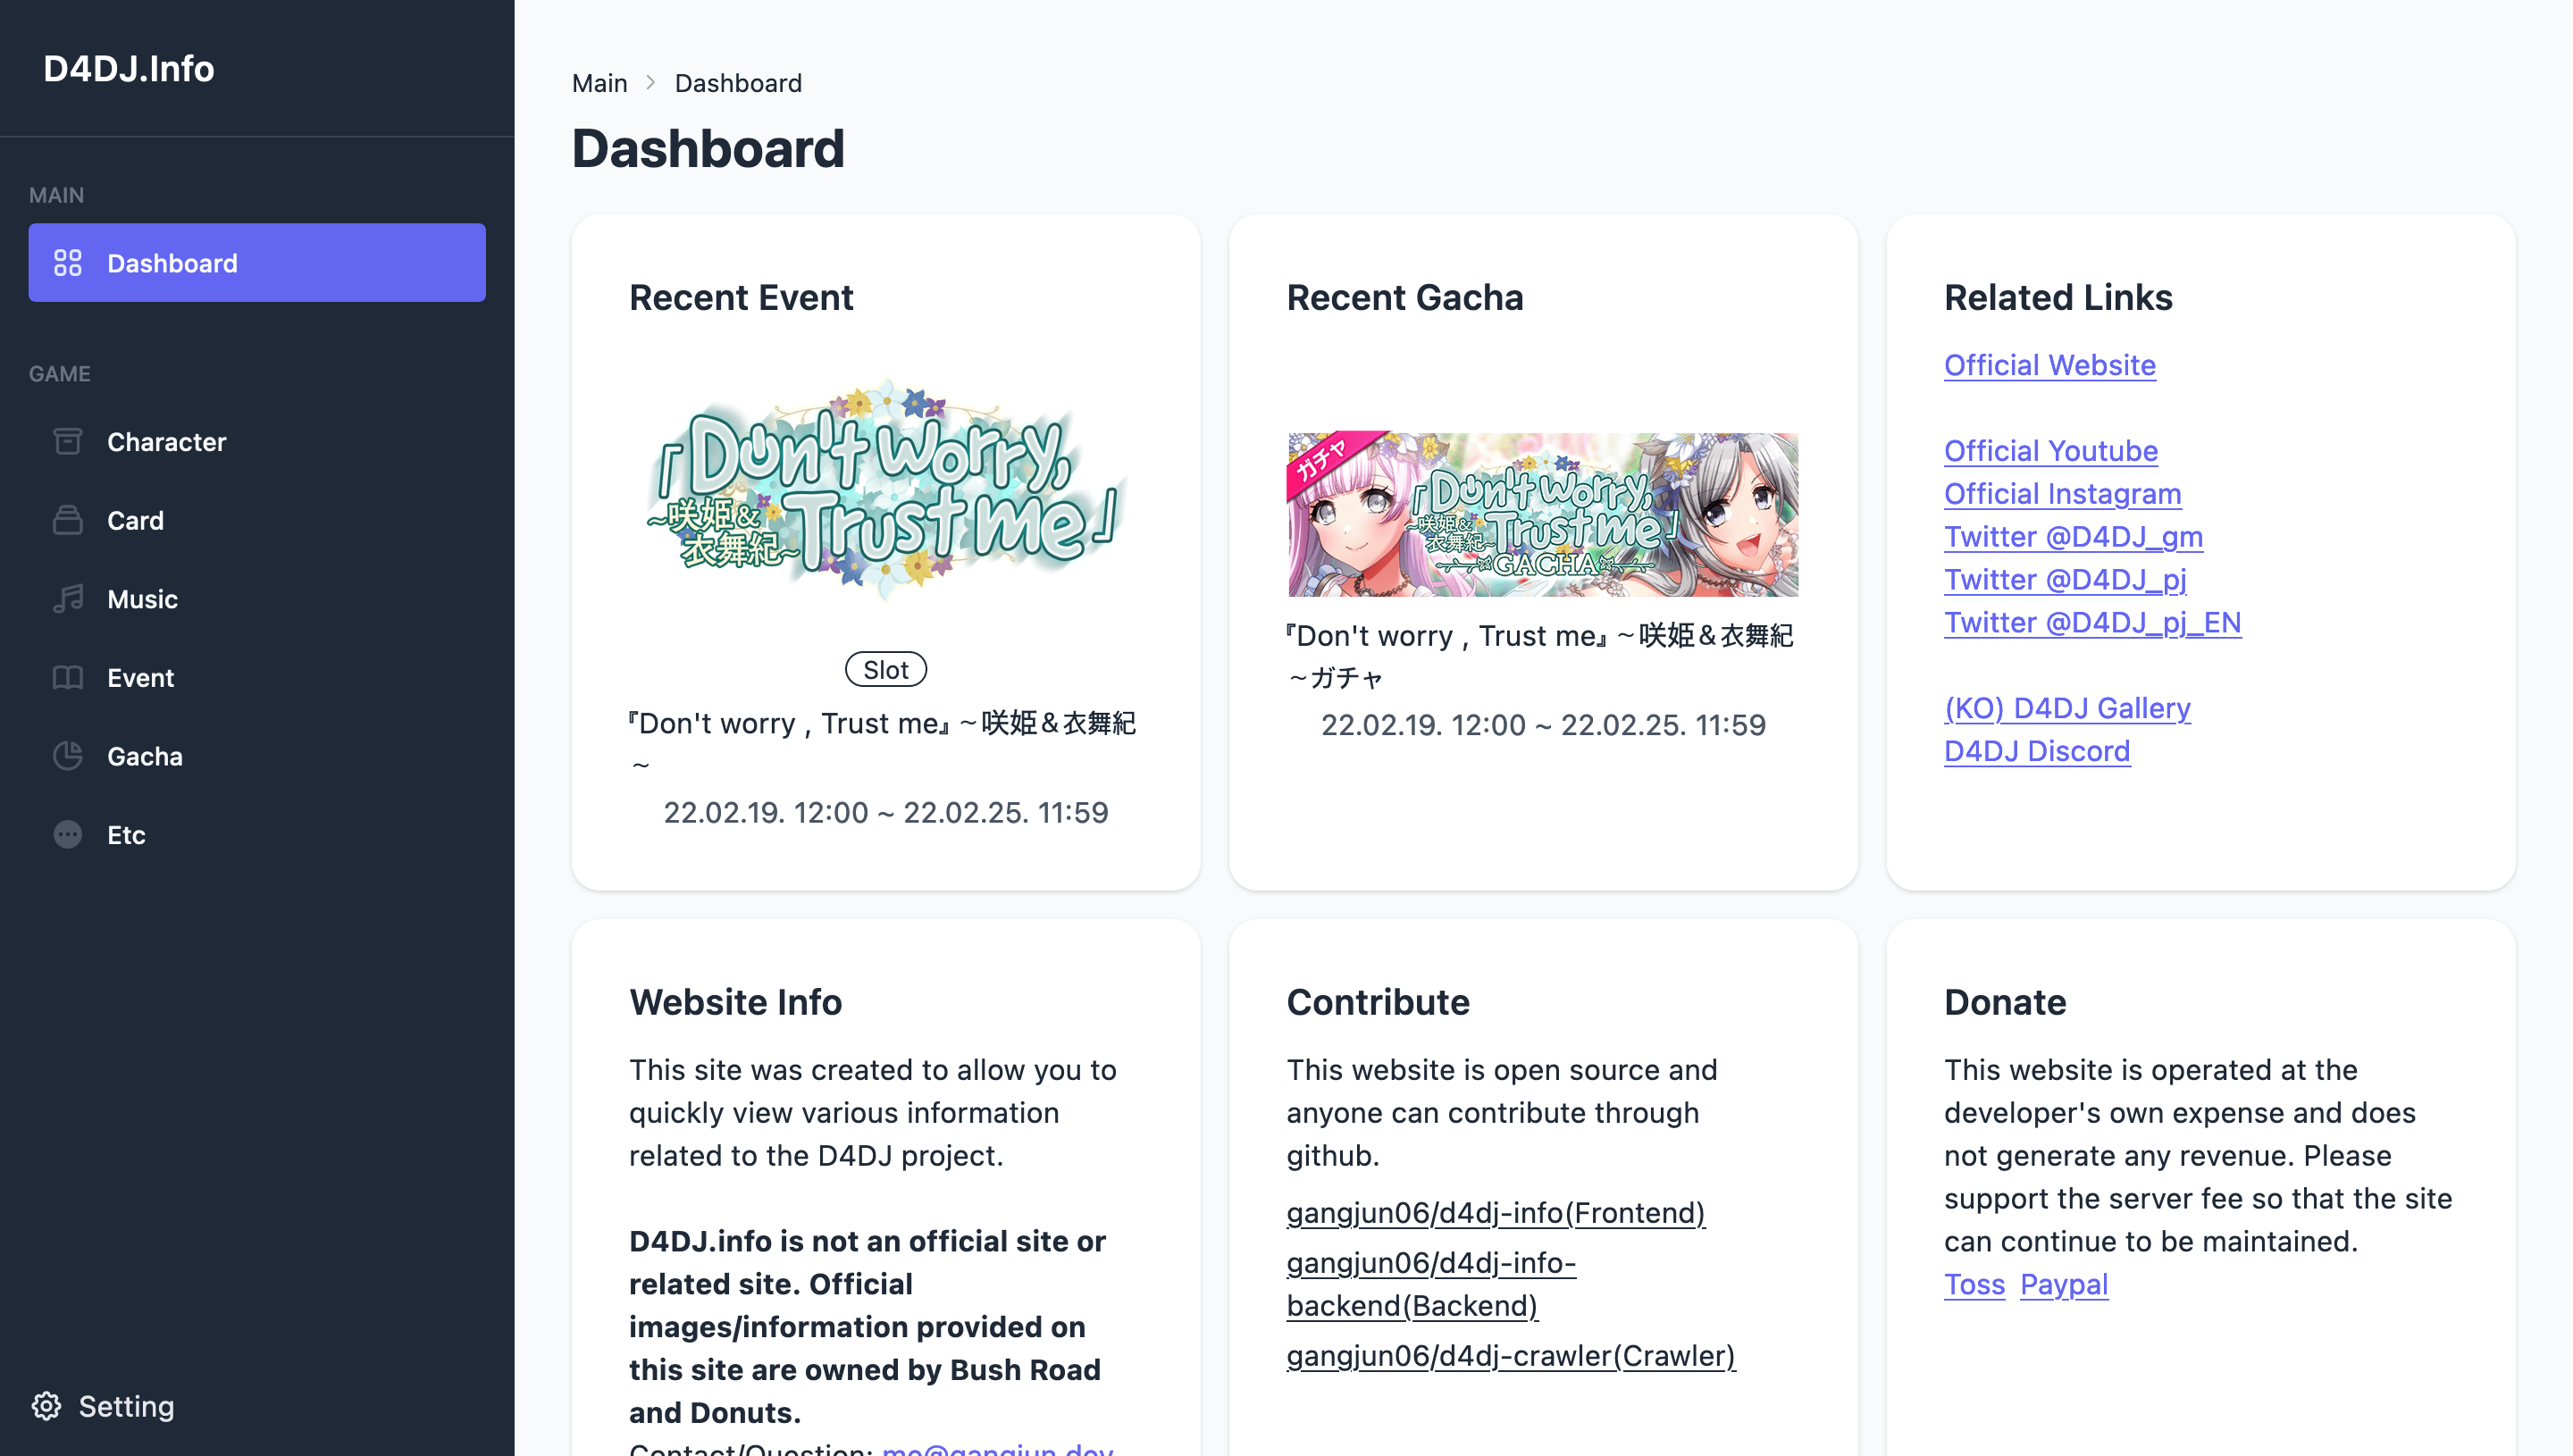 D4DJ.Info
MAIN
Dashboard
GAME
Character
Card
Music
Event
Gacha
Etc
Setting
Main
Dashboard
Dashboard
Recent Event
「Don't worry,
Trust me」
~咲姫&
衣舞紀~
Slot
『Don't worry , Trust me』~咲姫&衣舞紀
~
22.02.19. 12:00 ~ 22.02.25. 11:59
Recent Gacha
ガチャ
「Don't worry,
Trust me」
~咲姫&
衣舞紀~
GACHA
『Don't worry , Trust me』~咲姫&衣舞紀
~ガチャ
22.02.19. 12:00 ~ 22.02.25. 11:59
Related Links
Official Website
Official Youtube
Official Instagram
Twitter @D4DJ_gm
Twitter @D4DJ_pj
Twitter @D4DJ_pj_EN
(KO) D4DJ Gallery
D4DJ Discord
Website Info
This site was created to allow you to
quickly view various information
related to the D4DJ project.
D4DJ.info is not an official site or
related site. Official
images/information provided on
this site are owned by Bush Road
and Donuts.
Contact/Question: me@gangjun.dev
Contribute
This website is open source and
anyone can contribute through
github.
gangjun06/d4dj-info(Frontend)
gangjun06/d4dj-info-
backend(Backend)
gangjun06/d4dj-crawler(Crawler)
Donate
This website is operated at the
developer's own expense and does
not generate any revenue. Please
support the server fee so that the site
can continue to be maintained.
Toss Paypal